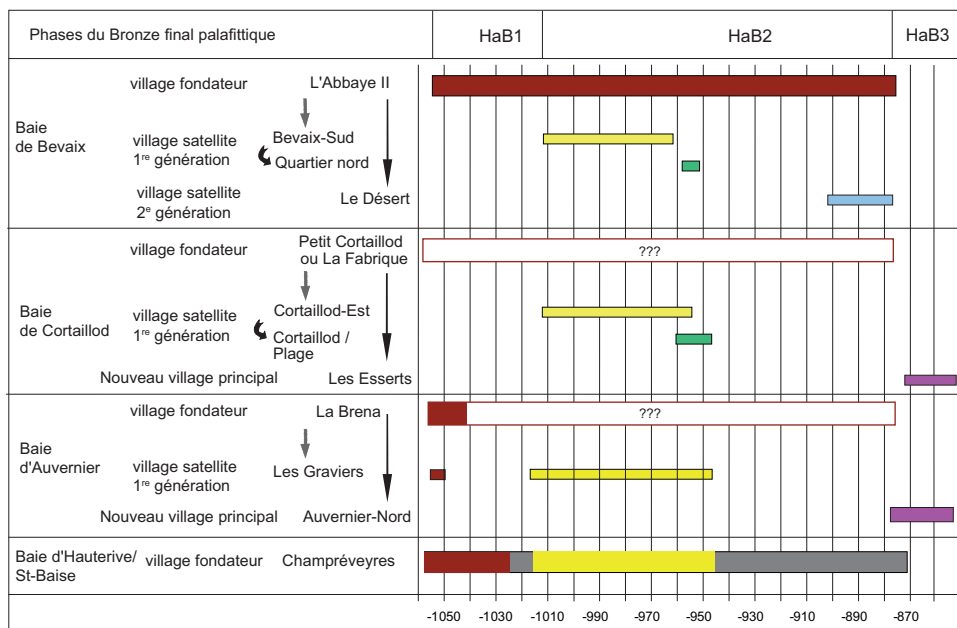 Phases du Bronze final palafittique HaB1 HaB2 HaB3
village fondateur L'Abbaye II
Baie
de Bevaix
village satellite
1re génération
Bevaix-Sud
Quartier nord
village satellite
2e génération
Le Désert
village fondateur
Petit Cortaillod
ou La Fabrique
???
Baie
de Cortaillod
village satellite
1re génération
Cortaillod-Est
Cortaillod /
Plage
Nouveau village principal Les Esserts
village fondateur La Brena ???
Baie
d'Auvernier
village satellite
1re génération
Les Graviers
Nouveau village principal Auvernier-Nord
Baie d'Hauterive/
St-Baise
village fondateur Champréveyres
-1050 -1030 -1010 -990 -970 -950 -930 -910 -890 -870